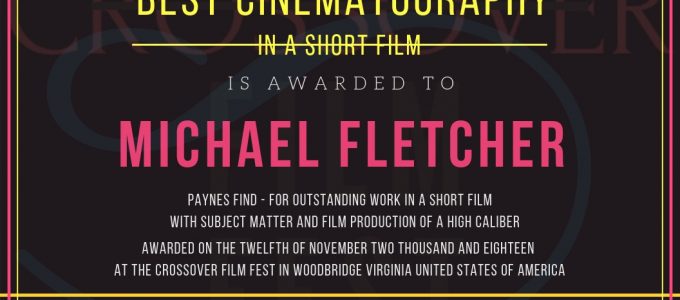 BEST CINEMATOGRAPHY
CROSSOVER
IN A SHORT FILM
IS AWARDED TO
FILM
MICHAEL FLETCHER
PAYNES FIND - FOR OUTSTANDING WORK IN A SHORT FILM
WITH SUBJECT MATTER AND FILM PRODUCTION OF A HIGH CALIBER
AWARDED ON THE TWELFTH OF NOVEMBER TWO THOUSAND AND EIGHTEEN
AT THE CROSSOVER FILM FEST IN WOODBRIDGE VIRGINIA UNITED STATES OF AMERICA